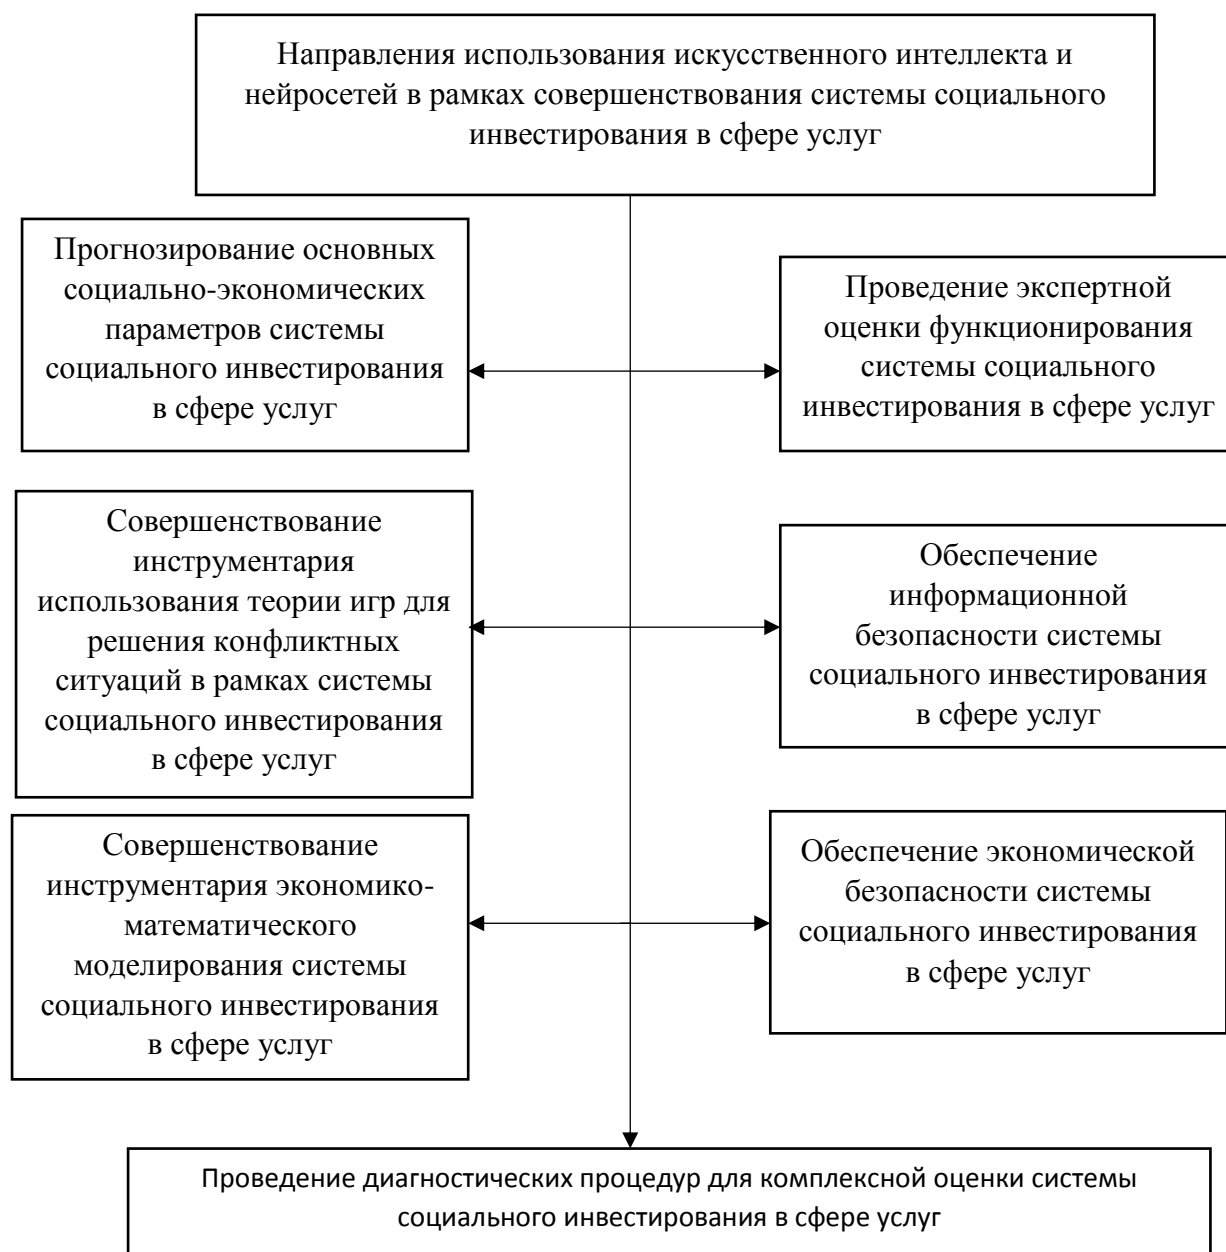 Направления использования искусственного интеллекта и
нейросетей в рамках совершенствования системы социального
инвестирования в сфере услуг
Прогнозирование основных
социально-экономических
параметров системы
социального инвестирования
в сфере услуг
Проведение экспертной
оценки функционирования
системы социального
инвестирования в сфере услуг
Совершенствование
инструментария
использования теории игр для
решения конфликтных
ситуаций в рамках системы
социального инвестирования
в сфере услуг
Обеспечение
информационной
безопасности системы
социального инвестирования
в сфере услуг
Совершенствование
инструментария экономико-
математического
моделирования системы
социального инвестирования
в сфере услуг
Обеспечение экономической
безопасности системы
социального инвестирования
в сфере услуг
Проведение диагностических процедур для комплексной оценки системы
социального инвестирования в сфере услуг